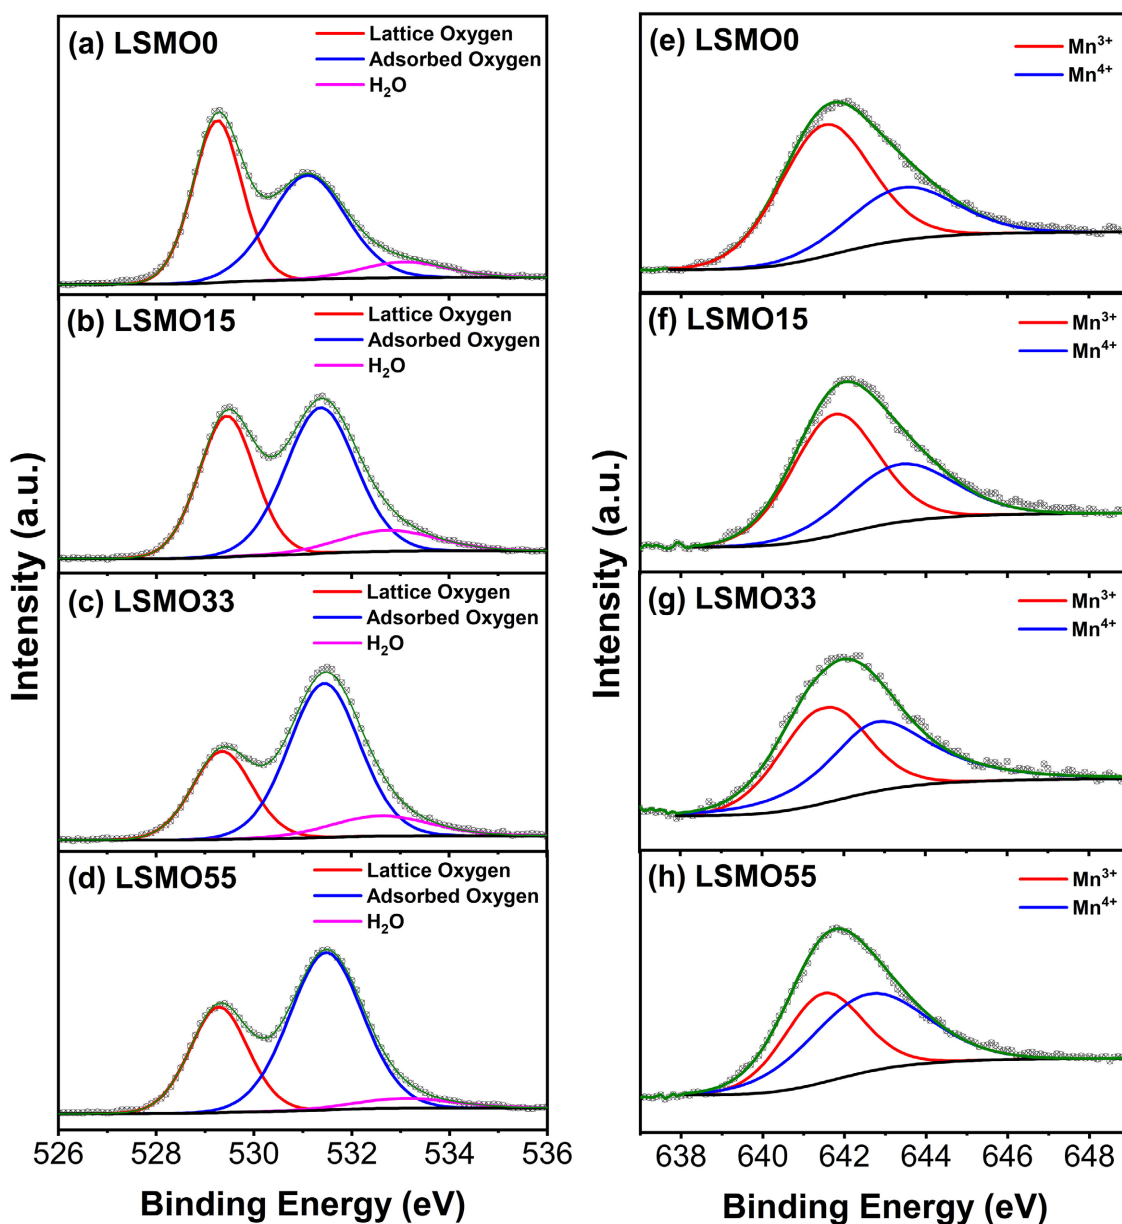 (a) LSMO0
Lattice Oxygen
Adsorbed Oxygen
H₂O
(b) LSMO15
Lattice Oxygen
Adsorbed Oxygen
H₂O
(c) LSMO33
Lattice Oxygen
Adsorbed Oxygen
H₂O
(d) LSMO55
Lattice Oxygen
Adsorbed Oxygen
H₂O
526 528 530 532 534 536
Binding Energy (eV)
Intensity (a.u.)
(e) LSMO0
Mn³⁺
Mn⁴⁺
(f) LSMO15
Mn³⁺
Mn⁴⁺
(g) LSMO33
Mn³⁺
Mn⁴⁺
(h) LSMO55
Mn³⁺
Mn⁴⁺
638 640 642 644 646 648
Binding Energy (eV)
Intensity (a.u.)